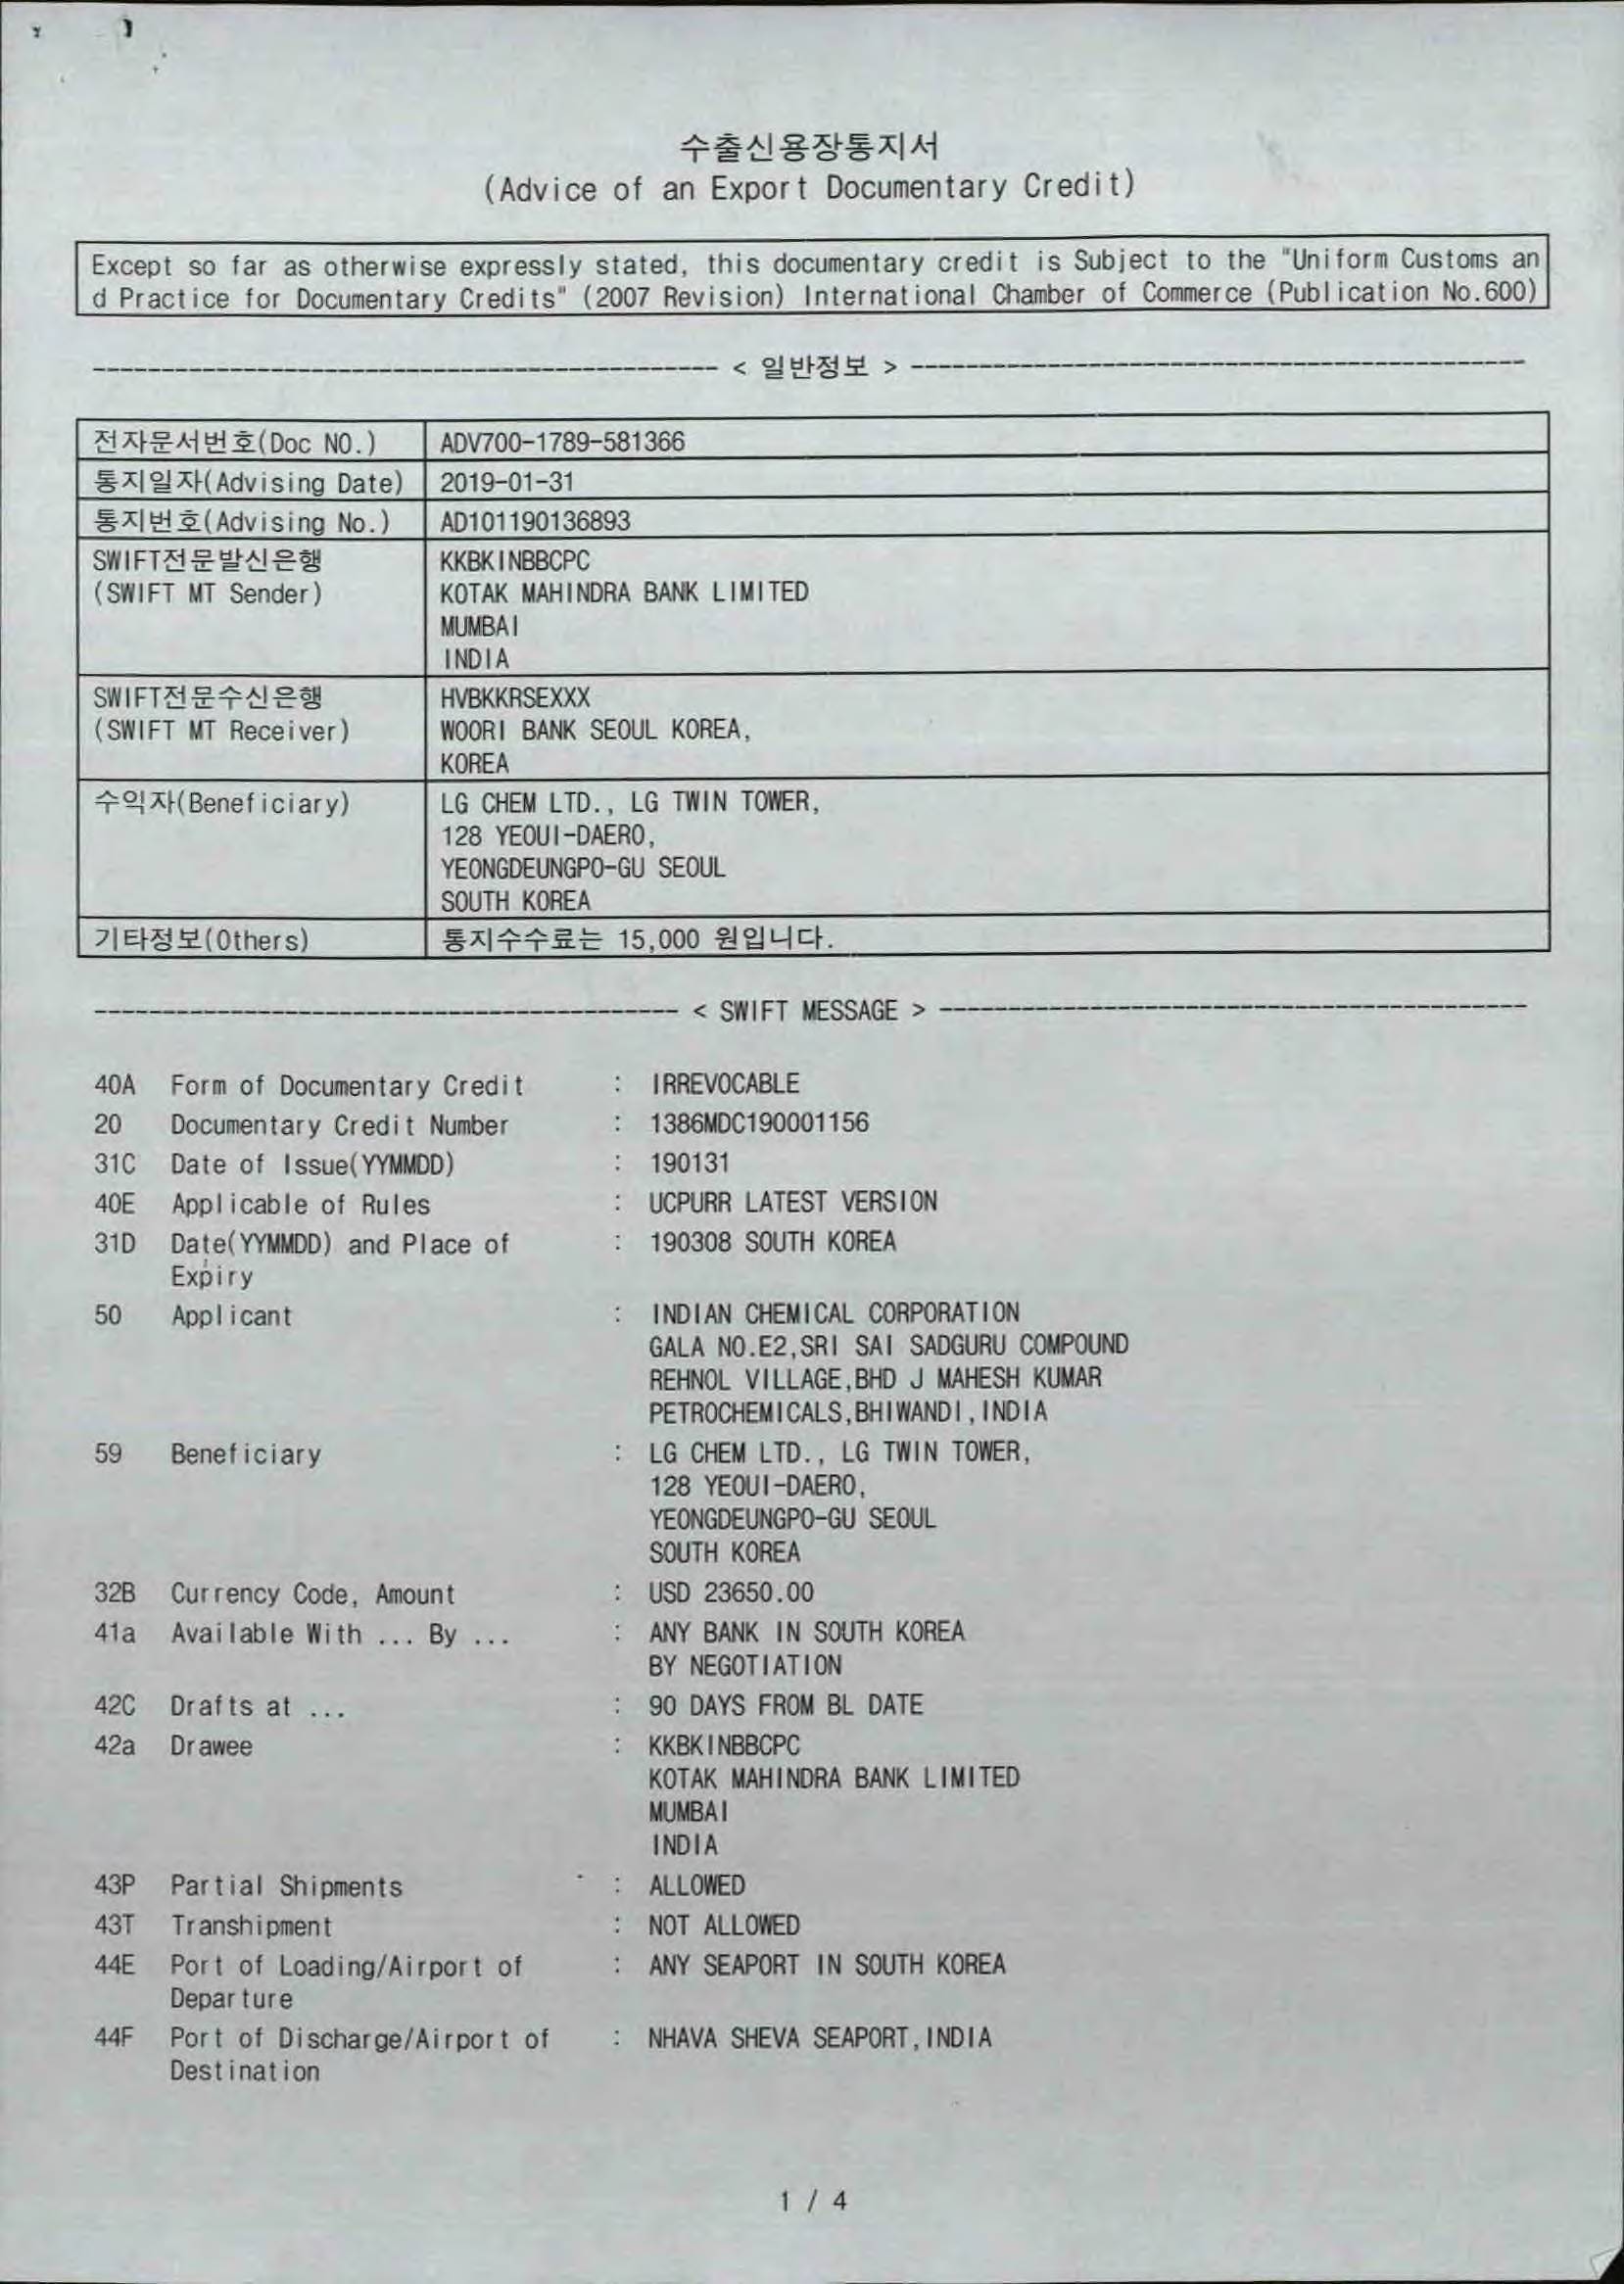 수출신용장통지서
(Advice of an Export Documentary Credit)
Except so far as otherwise expressly stated, this documentary credit is Subject to the "Uniform Customs an
d Practice for Documentary Credits" (2007 Revision) International Chamber of Commerce (Publication No.600)
< 일반정보 >
전자문서번호(Doc NO.) ADV700-1789-581366
통지일자(Advising Date) 2019-01-31
통지번호(Advising No.) AD101190136893
SWIFT전문발신은행 KKBKINBBCPC
(SWIFT MT Sender) KOTAK MAHINDRA BANK LIMITED
MUMBAI
INDIA
SWIFT전문수신은행 HVBKKRSEXXX
(SWIFT MT Receiver) WOORI BANK SEOUL KOREA,
KOREA
수익자(Beneficiary) LG CHEM LTD., LG TWIN TOWER,
128 YEOUI-DAERO,
YEONGDEUNGPO-GU SEOUL
SOUTH KOREA
기타정보(Others) 통지수수료는 15,000 원입니다.
< SWIFT MESSAGE >
40A Form of Documentary Credit : IRREVOCABLE
20 Documentary Credit Number : 1386MDC190001156
31C Date of Issue(YYMMDD) : 190131
40E Applicable of Rules : UCPURR LATEST VERSION
31D Date(YYMMDD) and Place of : 190308 SOUTH KOREA
Expiry
50 Applicant : INDIAN CHEMICAL CORPORATION
GALA NO.E2,SRI SAI SADGURU COMPOUND
REHNOL VILLAGE,BHD J MAHESH KUMAR
PETROCHEMICALS,BHIWANDI,INDIA
59 Beneficiary : LG CHEM LTD., LG TWIN TOWER,
128 YEOUI-DAERO,
YEONGDEUNGPO-GU SEOUL
SOUTH KOREA
32B Currency Code, Amount : USD 23650.00
41a Available With ... By ... : ANY BANK IN SOUTH KOREA
BY NEGOTIATION
42C Drafts at ... : 90 DAYS FROM BL DATE
42a Drawee : KKBKINBBCPC
KOTAK MAHINDRA BANK LIMITED
MUMBAI
INDIA
43P Partial Shipments : ALLOWED
43T Transhipment : NOT ALLOWED
44E Port of Loading/Airport of : ANY SEAPORT IN SOUTH KOREA
Departure
44F Port of Discharge/Airport of : NHAVA SHEVA SEAPORT,INDIA
Destination
1 / 4